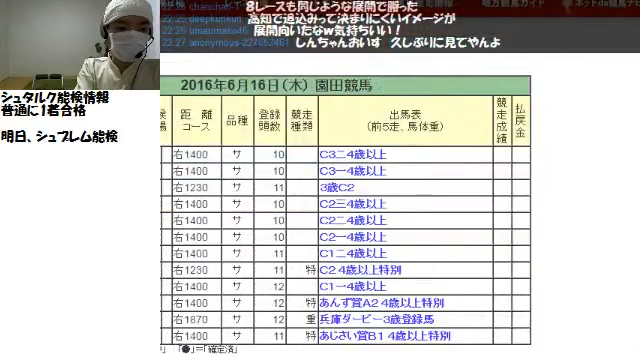 8レースも同じような展開で勝った
22:25 deepkunkun 高知で追込みって決まりにくいイメージが
22:26 umaumako46 展開向いたなw気持ちいい!
22:27 anonymous-227682461 しんちゃんおいす 久しぶりに見てやんよ
シュタルク能検情報
普通に1着合格
明日、シュプレム能検
2016年6月16日(木) 園田競馬
距離コース 品種 登録頭数 競走種類 出馬表(前5走、馬体重) 競走成績 払戻金
右1400 サ 10 C3二4歳以上
右1400 サ 10 C3一4歳以上
右1230 サ 11 3歳C2
右1400 サ 10 C2三4歳以上
右1400 サ 10 C2二4歳以上
右1400 サ 10 C2一4歳以上
右1400 サ 11 C1二4歳以上
右1230 サ 11 特 C2 4歳以上特別
右1400 サ 12 C1一4歳以上
右1400 サ 12 特 あんず賞A2 4歳以上特別
右1870 サ 12 重 兵庫ダービー3歳登録馬
右1400 サ 11 特 あじさい賞B1 4歳以上特別
「●」=「確定済」